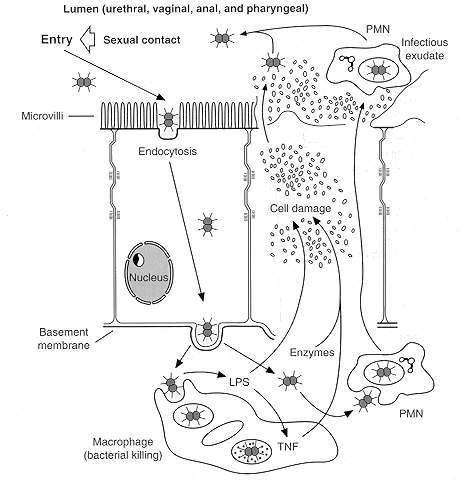 Lumen (urethral, vaginal, anal, and pharyngeal)
Entry
Sexual contact
PMN
Infectious
exudate
Microvilli
Endocytosis
Cell damage
Nucleus
Basement
membrane
Enzymes
LPS
PMN
Macrophage
(bacterial killing)
TNF